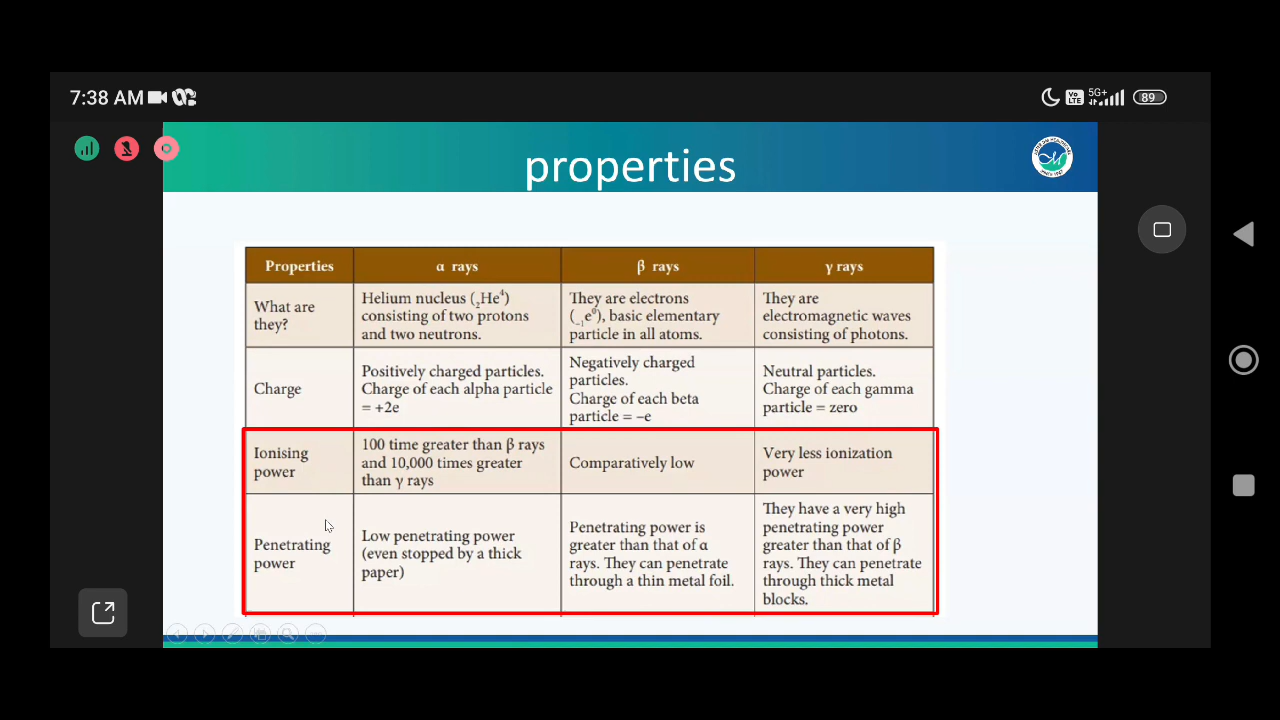 7:38 AM
5G+
Vo
LTE
89
properties
Properties
α rays
β rays
γ rays
What are
they?
Helium nucleus (₂He⁴)
consisting of two protons
and two neutrons.
They are electrons
(₋₁e⁰), basic elementary
particle in all atoms.
They are
electromagnetic waves
consisting of photons.
Charge
Positively charged particles.
Charge of each alpha particle
= +2e
Negatively charged
particles.
Charge of each beta
particle = –e
Neutral particles.
Charge of each gamma
particle = zero
Ionising
power
100 time greater than β rays
and 10,000 times greater
than γ rays
Comparatively low
Very less ionization
power
Penetrating
power
Low penetrating power
(even stopped by a thick
paper)
Penetrating power is
greater than that of α
rays. They can penetrate
through a thin metal foil.
They have a very high
penetrating power
greater than that of β
rays. They can penetrate
through thick metal
blocks.